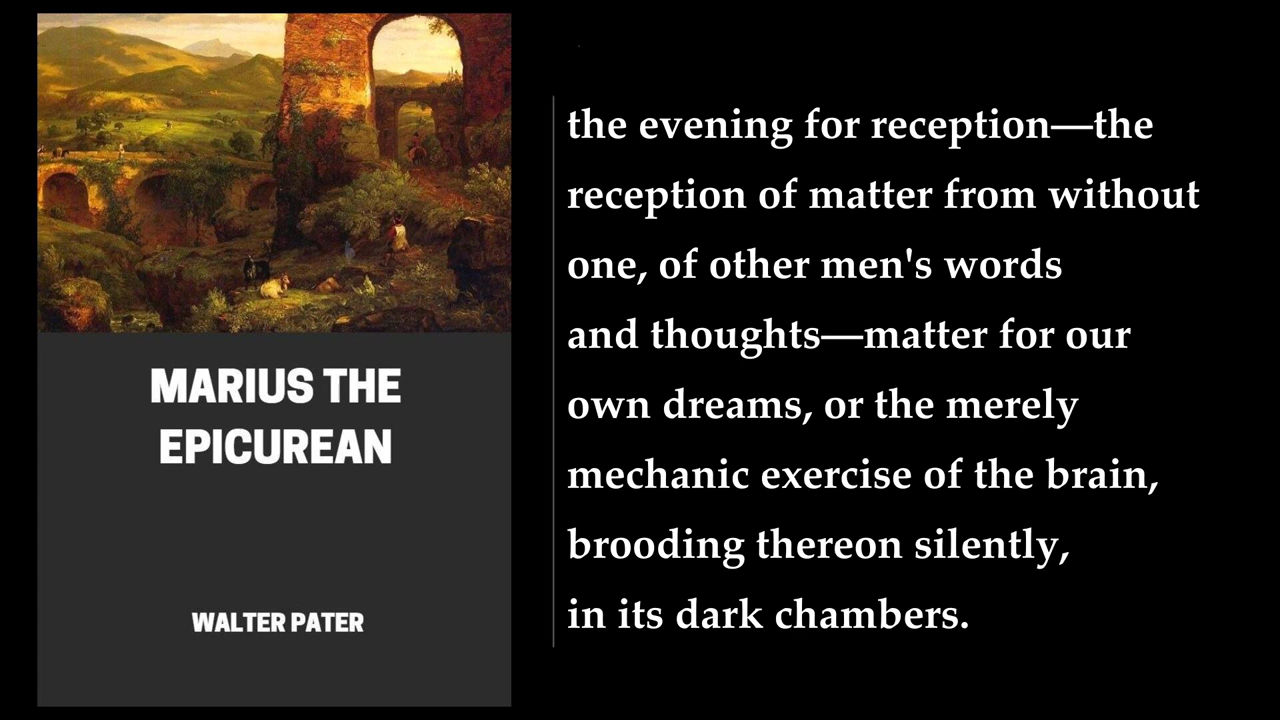 MARIUS THE
EPICUREAN
WALTER PATER
the evening for reception—the
reception of matter from without
one, of other men's words
and thoughts—matter for our
own dreams, or the merely
mechanic exercise of the brain,
brooding thereon silently,
in its dark chambers.